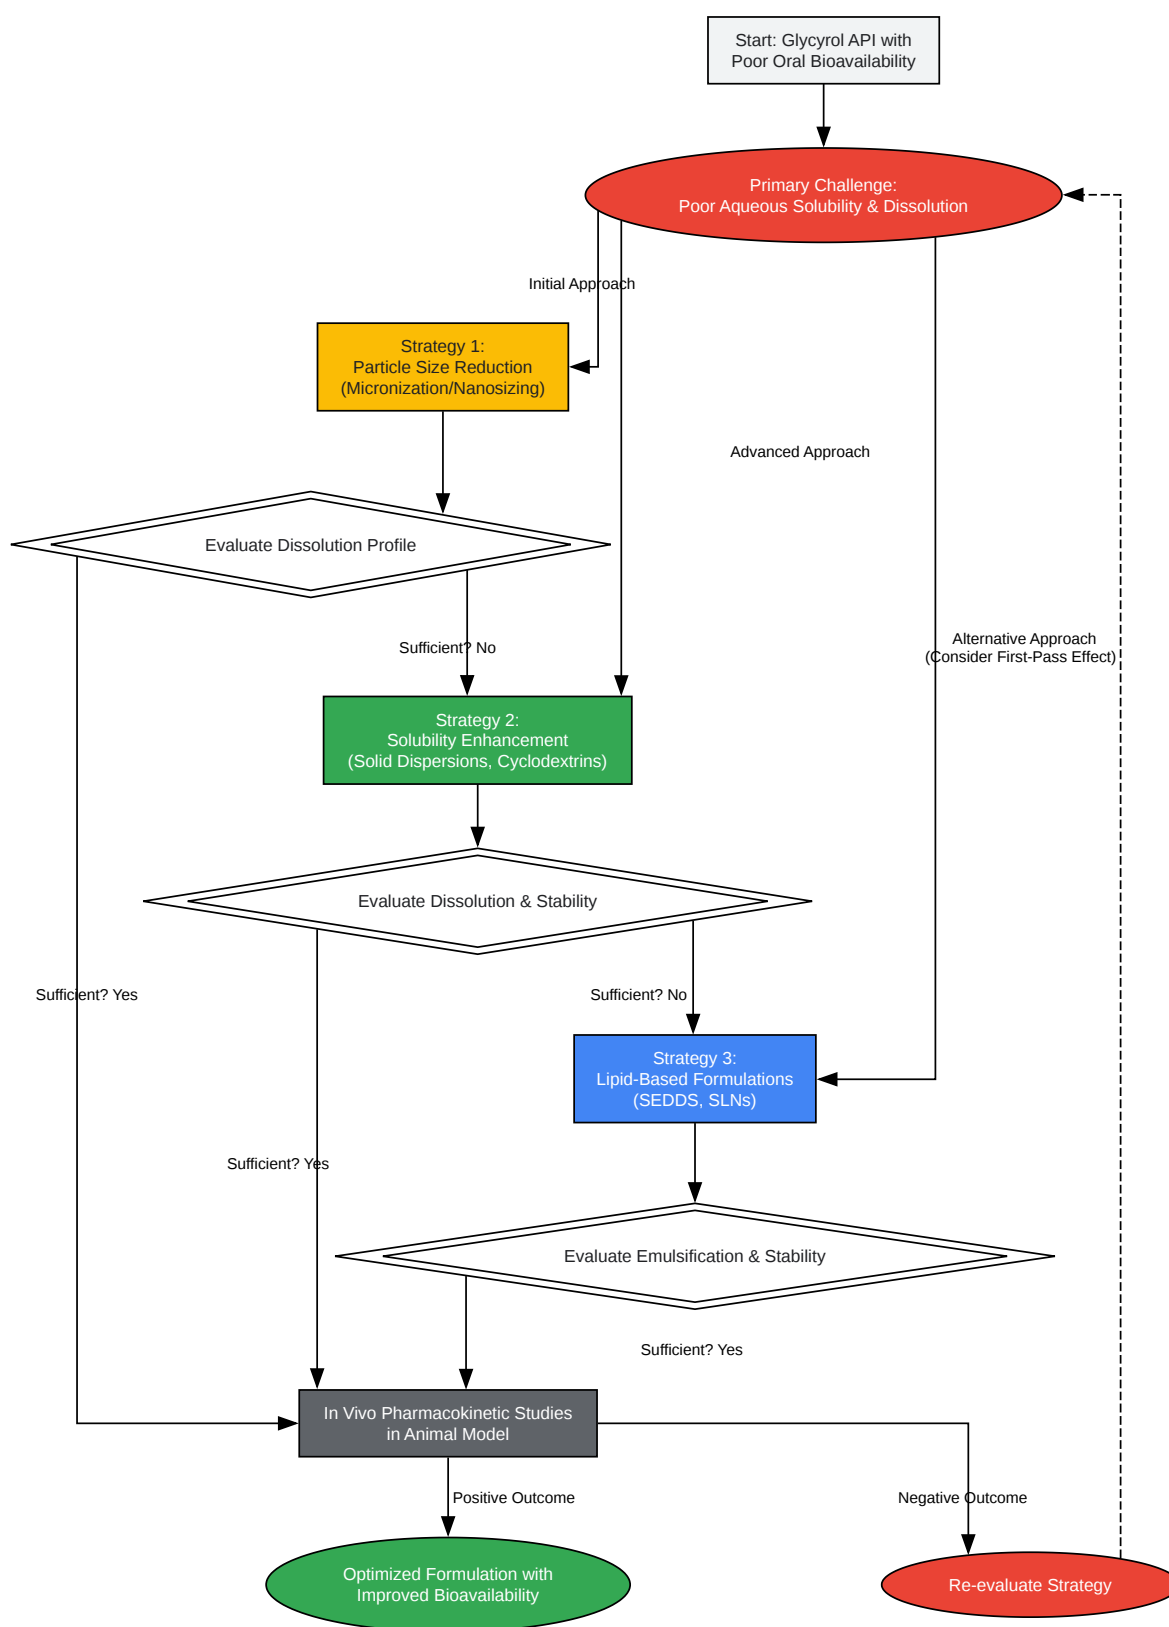 Start: Glycyrol API with
Poor Oral Bioavailability
Primary Challenge:
Poor Aqueous Solubility & Dissolution
Initial Approach
Strategy 1:
Particle Size Reduction
(Micronization/Nanosizing)
Advanced Approach
Evaluate Dissolution Profile
Alternative Approach
(Consider First-Pass Effect)
Sufficient? No
Strategy 2:
Solubility Enhancement
(Solid Dispersions, Cyclodextrins)
Evaluate Dissolution & Stability
Sufficient? Yes
Sufficient? No
Strategy 3:
Lipid-Based Formulations
(SEDDS, SLNs)
Sufficient? Yes
Evaluate Emulsification & Stability
Sufficient? Yes
In Vivo Pharmacokinetic Studies
in Animal Model
Positive Outcome
Negative Outcome
Optimized Formulation with
Improved Bioavailability
Re-evaluate Strategy